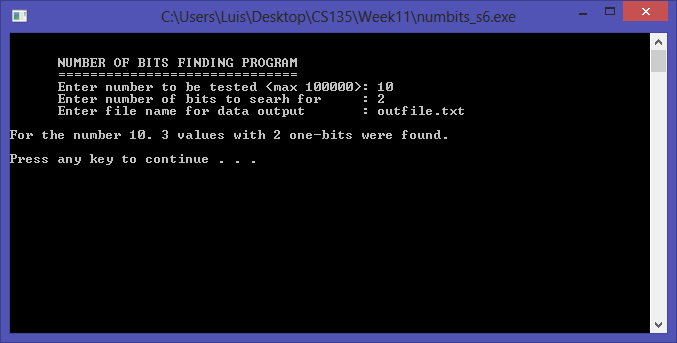 C:\Users\Luis\Desktop\CS135\Week11\numbits_s6.exe
NUMBER OF BITS FINDING PROGRAM
==============================
Enter number to be tested <max 100000>: 10
Enter number of bits to searh for     : 2
Enter file name for data output       : outfile.txt
For the number 10. 3 values with 2 one-bits were found.
Press any key to continue . . .